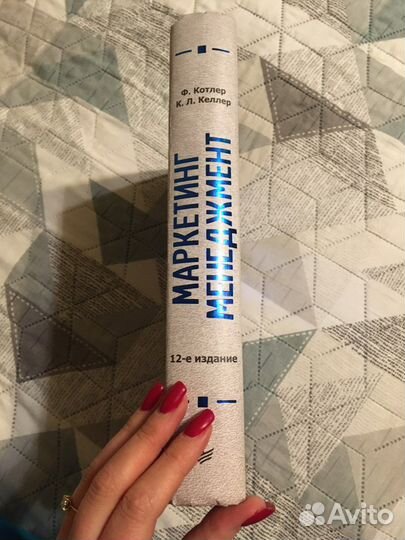 Ф. Котлер
К. Л. Келлер
МАРКЕТИНГ
МЕНЕДЖМЕНТ
12-е издание
Avito